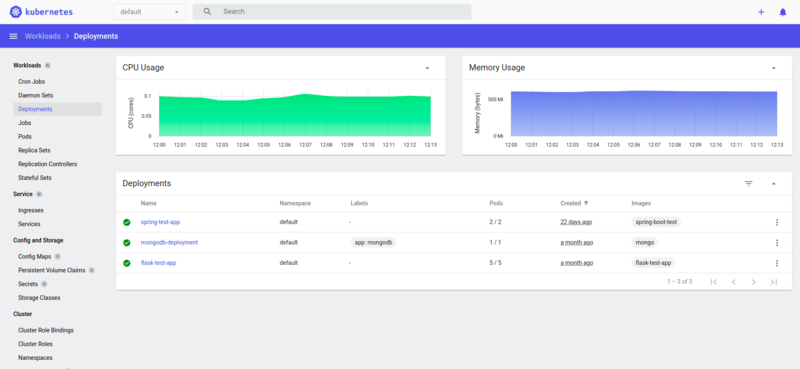 kubernetes
default
Search
Workloads
Deployments
Workloads N
Cron Jobs
Daemon Sets
Deployments
Jobs
Pods
Replica Sets
Replication Controllers
Stateful Sets
Service N
Ingresses
Services
Config and Storage
Config Maps N
Persistent Volume Claims N
Secrets N
Storage Classes
Cluster
Cluster Role Bindings
Cluster Roles
Namespaces
CPU Usage
CPU (cores)
0.1
0.05
0
12:00 12:01 12:02 12:03 12:04 12:05 12:06 12:07 12:08 12:09 12:10 12:11 12:12 12:13
Memory Usage
Memory (bytes)
500 Mi
0 Mi
12:00 12:01 12:02 12:03 12:04 12:05 12:06 12:07 12:08 12:09 12:10 12:11 12:12 12:13
Deployments
Name Namespace Labels Pods Created Images
spring-test-app default - 2 / 2 22 days ago spring-boot-test
mongodb-deployment default app: mongodb 1 / 1 a month ago mongo
flask-test-app default - 5 / 5 a month ago flask-test-app
1 – 3 of 3